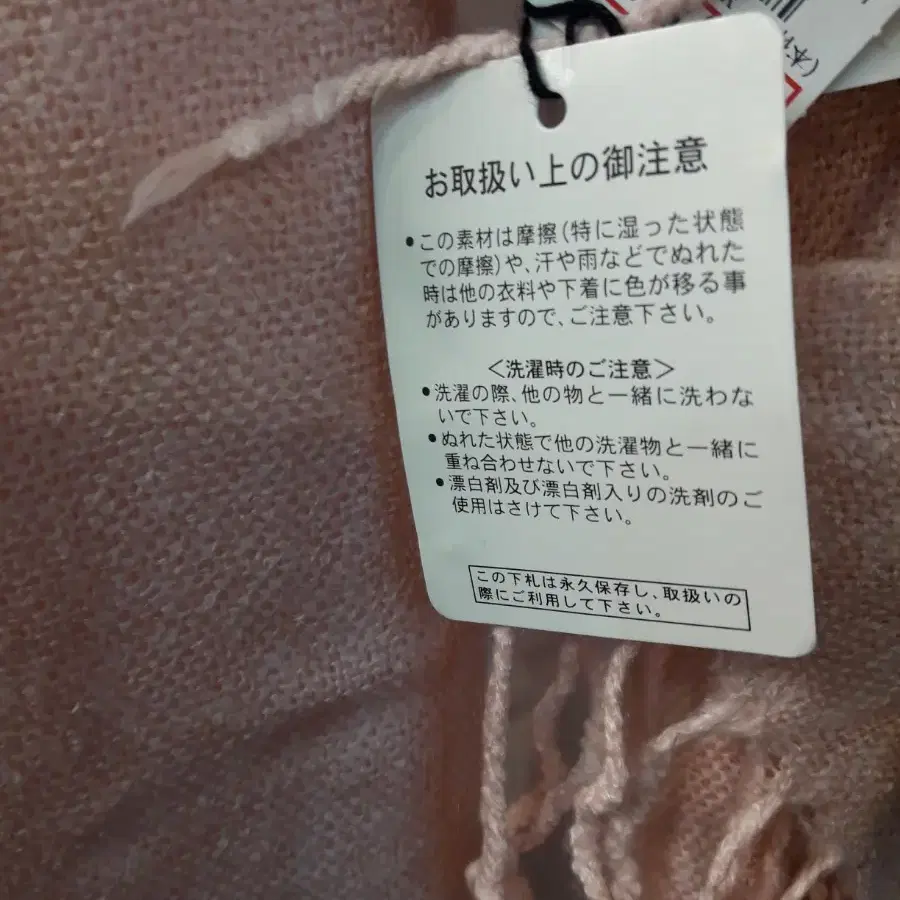 お取扱い上の御注意
•この素材は摩擦(特に湿った状態
での摩擦)や、汗や雨などでぬれた
時は他の衣料や下着に色が移る事
がありますので、ご注意下さい。
＜洗濯時のご注意＞
•洗濯の際、他の物と一緒に洗わな
いで下さい。
•ぬれた状態で他の洗濯物と一緒に
重ね合わせないで下さい。
•漂白剤及び漂白剤入りの洗剤のご
使用はさけて下さい。
この下札は永久保存し、取扱いの
際にご利用して下さい。
(本体